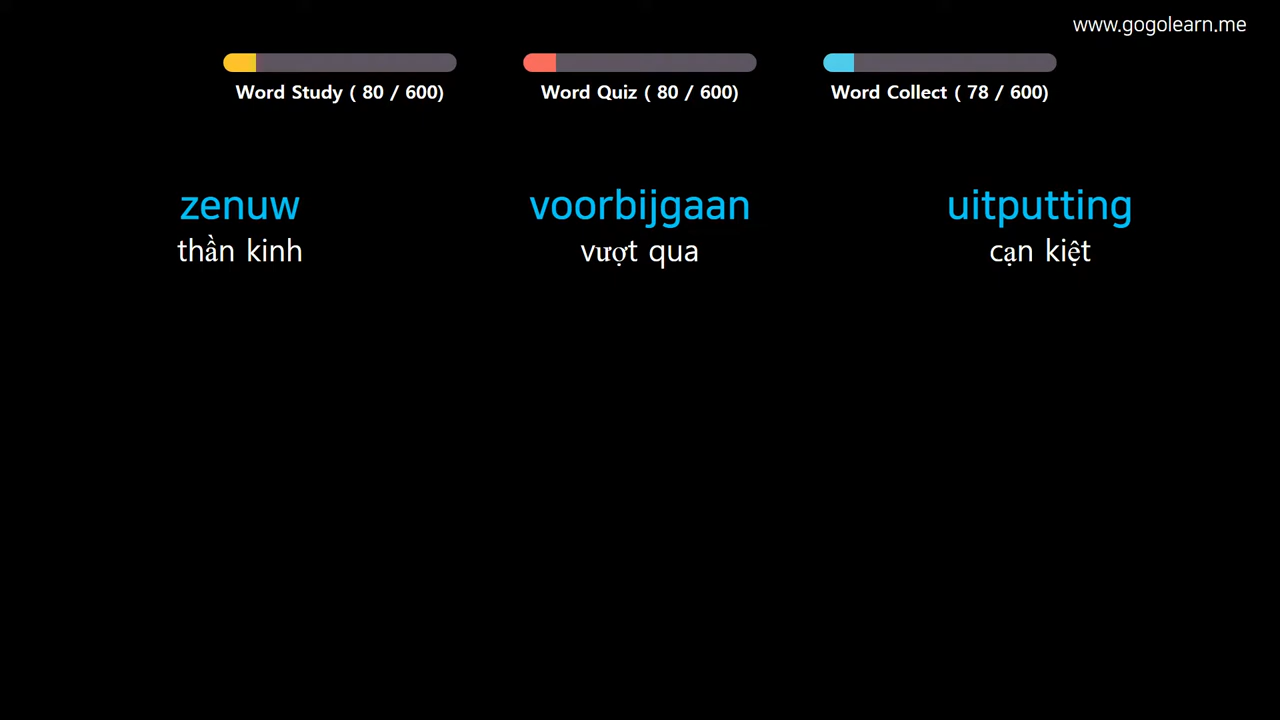 www.gogolearn.me
Word Study ( 80 / 600)
Word Quiz ( 80 / 600)
Word Collect ( 78 / 600)
zenuw
thần kinh
voorbijgaan
vượt qua
uitputting
cạn kiệt